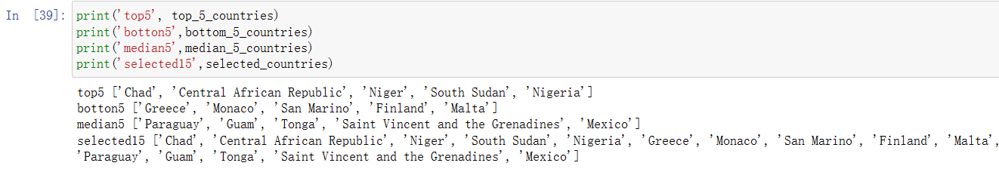 In [39]: print('top5', top_5_countries)
print('botton5',bottom_5_countries)
print('median5',median_5_countries)
print('selected15',selected_countries)
top5 ['Chad', 'Central African Republic', 'Niger', 'South Sudan', 'Nigeria']
botton5 ['Greece', 'Monaco', 'San Marino', 'Finland', 'Malta']
median5 ['Paraguay', 'Guam', 'Tonga', 'Saint Vincent and the Grenadines', 'Mexico']
selected15 ['Chad', 'Central African Republic', 'Niger', 'South Sudan', 'Nigeria', 'Greece', 'Monaco', 'San Marino', 'Finland', 'Malta',
'Paraguay', 'Guam', 'Tonga', 'Saint Vincent and the Grenadines', 'Mexico']